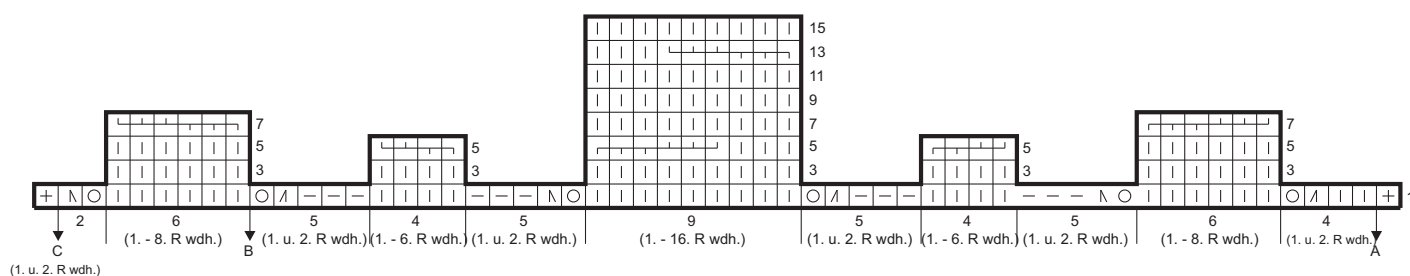 15
13
11
9
7 7 7
5 5 5 5 5
3 3 3 3 3
1
2 6 5 4 5 9 5 4 5 6 4
(1. - 8. R wdh.) (1. u. 2. R wdh.) (1. - 6. R wdh.) (1. u. 2. R wdh.) (1. - 16. R wdh.) (1. u. 2. R wdh.) (1. - 6. R wdh.) (1. u. 2. R wdh.) (1. - 8. R wdh.) (1. u. 2. R wdh.)
C B A
(1. u. 2. R wdh.)